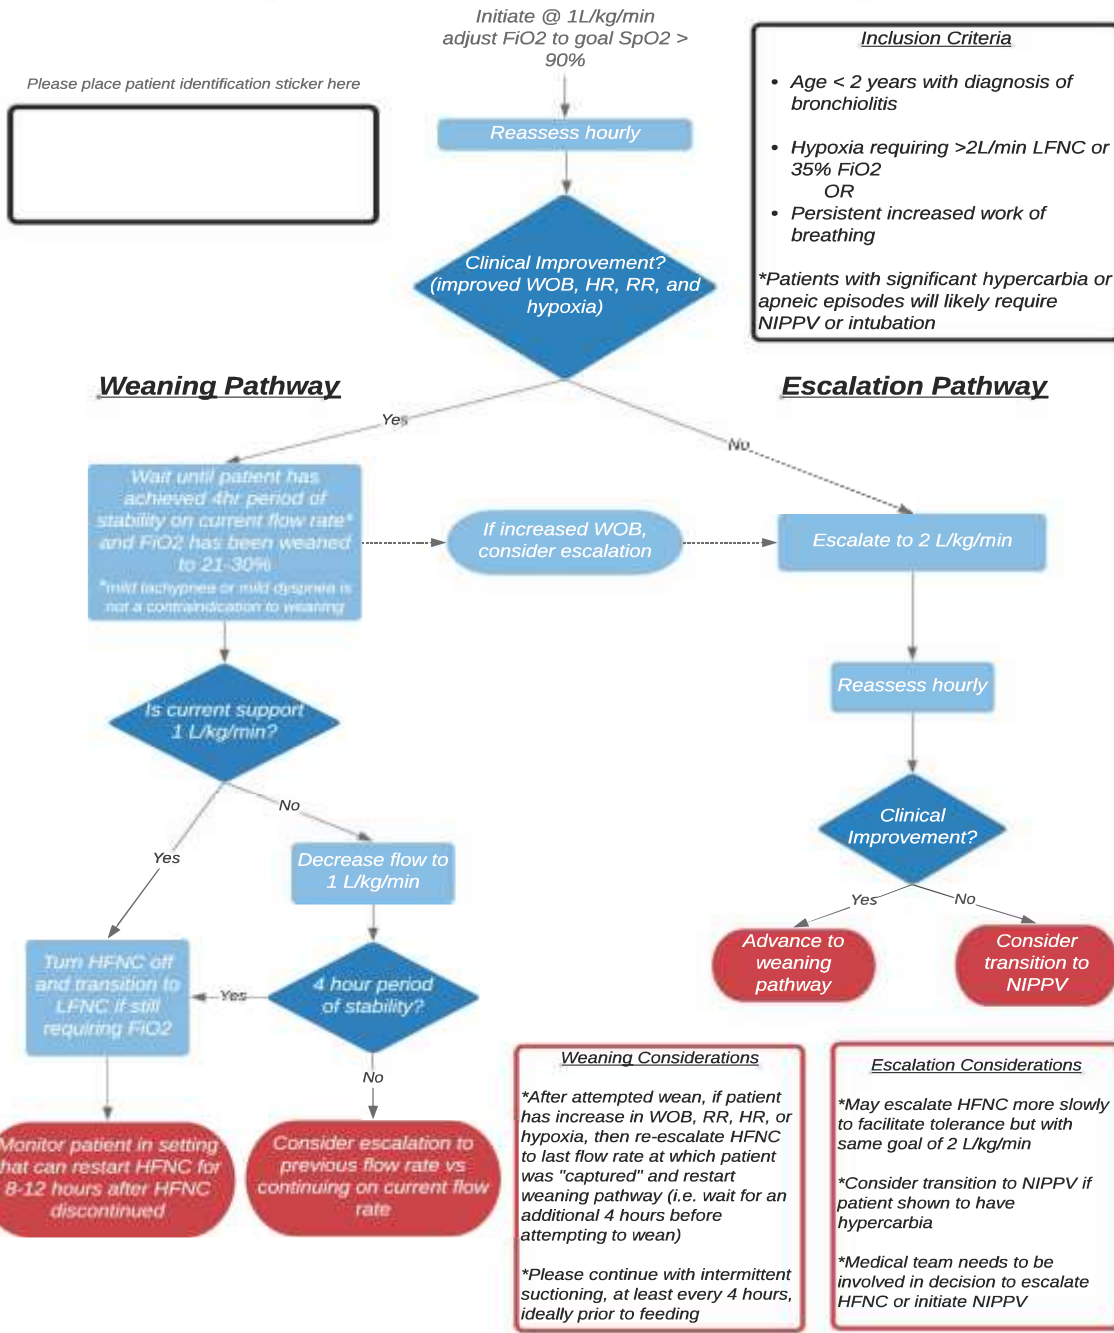 Initiate @ 1L/kg/min
adjust FiO2 to goal SpO2 >
90%
Please place patient identification sticker here
Inclusion Criteria
• Age < 2 years with diagnosis of
bronchiolitis
• Hypoxia requiring >2L/min LFNC or
35% FiO2
OR
• Persistent increased work of
breathing
*Patients with significant hypercarbia or
apneic episodes will likely require
NIPPV or intubation
Reassess hourly
Clinical Improvement?
(improved WOB, HR, RR, and
hypoxia)
Weaning Pathway
Escalation Pathway
Yes
No
Wait until patient has
achieved 4hr period of
stability on current flow rate*
and FiO2 has been weaned
to 21-30%
*mild tachypnea or mild dyspnea is
not a contraindication to weaning
If increased WOB,
consider escalation
Escalate to 2 L/kg/min
Reassess hourly
Is current support
1 L/kg/min?
No
Yes
Decrease flow to
1 L/kg/min
Clinical
Improvement?
Yes
No
Advance to
weaning
pathway
Consider
transition to
NIPPV
Turn HFNC off
and transition to
LFNC if still
requiring FiO2
Yes
4 hour period
of stability?
No
Monitor patient in setting
that can restart HFNC for
8-12 hours after HFNC
discontinued
Consider escalation to
previous flow rate vs
continuing on current flow
rate
Weaning Considerations
*After attempted wean, if patient
has increase in WOB, RR, HR, or
hypoxia, then re-escalate HFNC
to last flow rate at which patient
was "captured" and restart
weaning pathway (i.e. wait for an
additional 4 hours before
attempting to wean)
*Please continue with intermittent
suctioning, at least every 4 hours,
ideally prior to feeding
Escalation Considerations
*May escalate HFNC more slowly
to facilitate tolerance but with
same goal of 2 L/kg/min
*Consider transition to NIPPV if
patient shown to have
hypercarbia
*Medical team needs to be
involved in decision to escalate
HFNC or initiate NIPPV